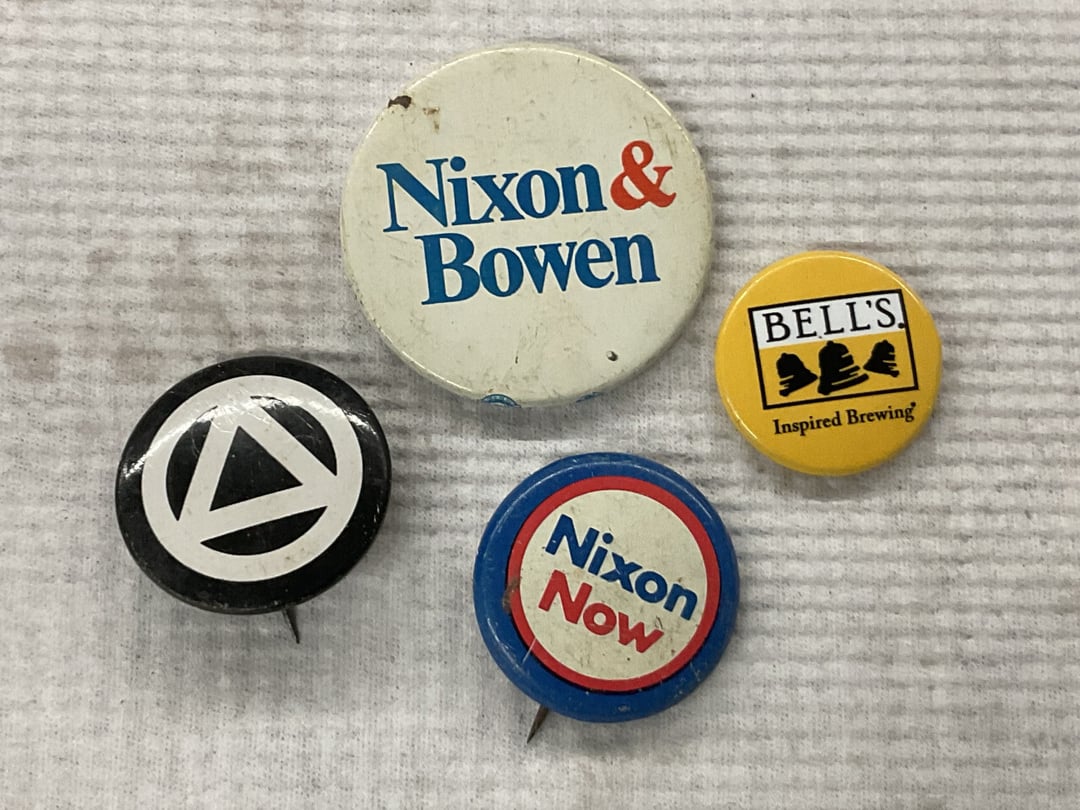 Nixon &
Bowen
BELL'S.
Inspired Brewing®
Nixon
Now